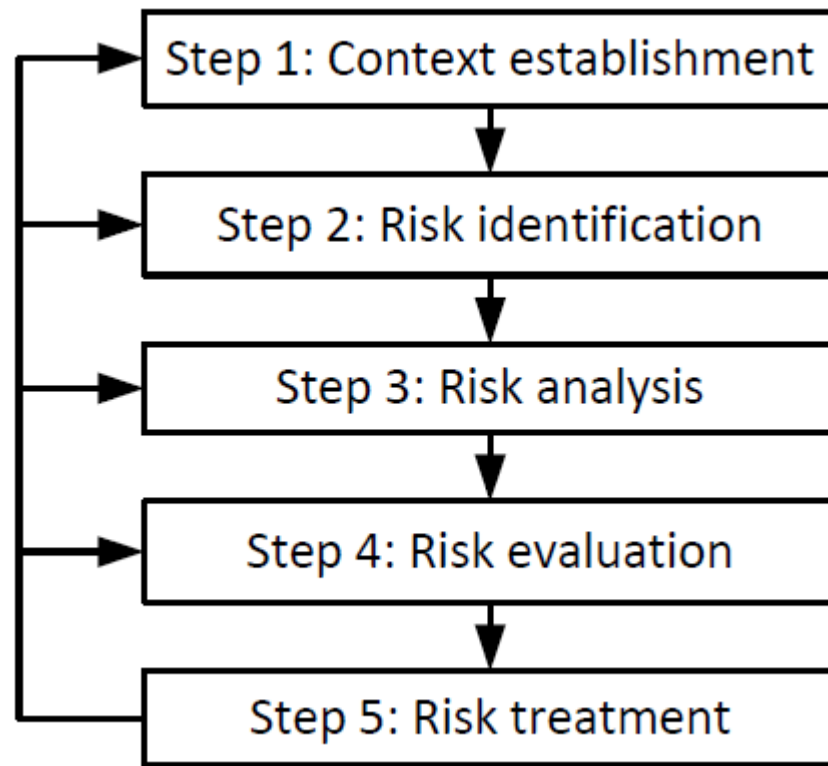 Step 1: Context establishment
Step 2: Risk identification
Step 3: Risk analysis
Step 4: Risk evaluation
Step 5: Risk treatment